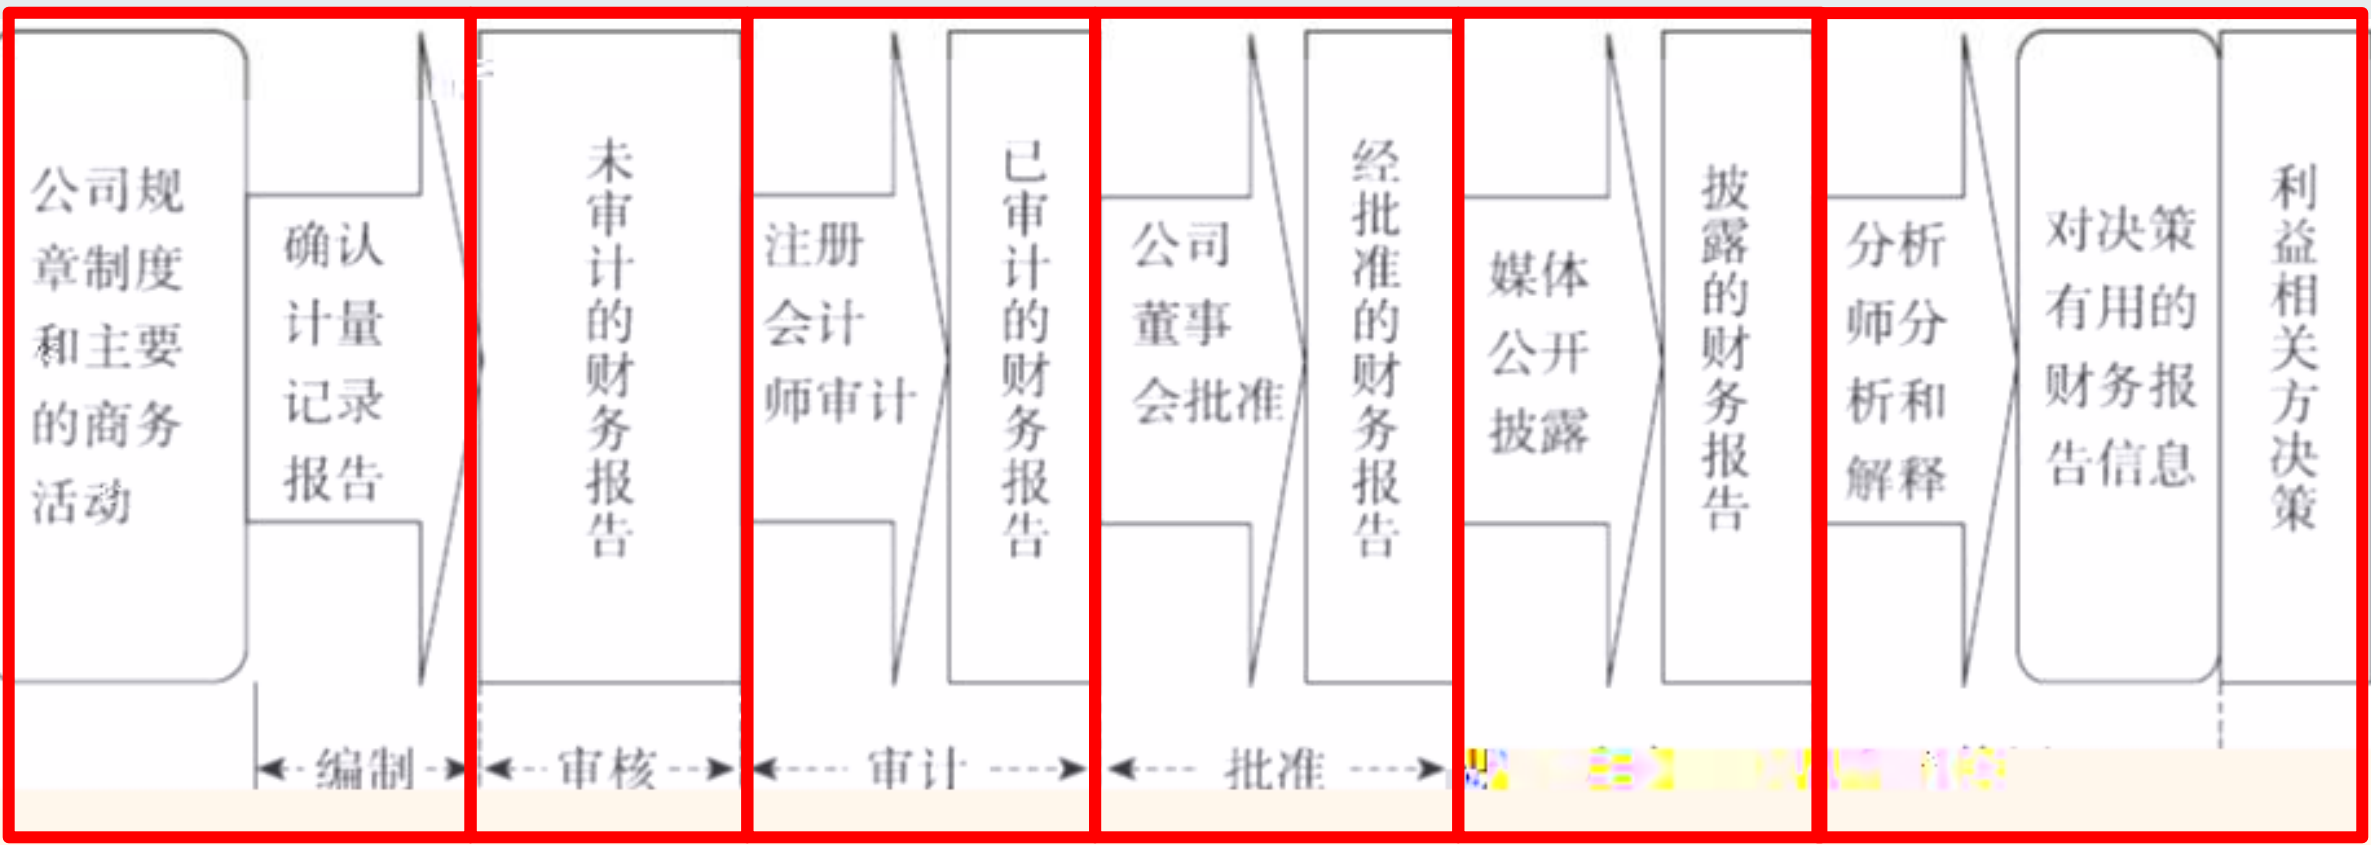 公司规
章制度
和主要
的商务
活动
确认
计量
记录
报告
未审计的财务报告
注册
会计
师审计
已审计的财务报告
公司
董事
会批准
经批准的财务报告
媒体
公开
披露
披露的财务报告
分析
师分
析和
解释
对决策
有用的
财务报
告信息
利益相关方决策
编制
审核
审计
批准